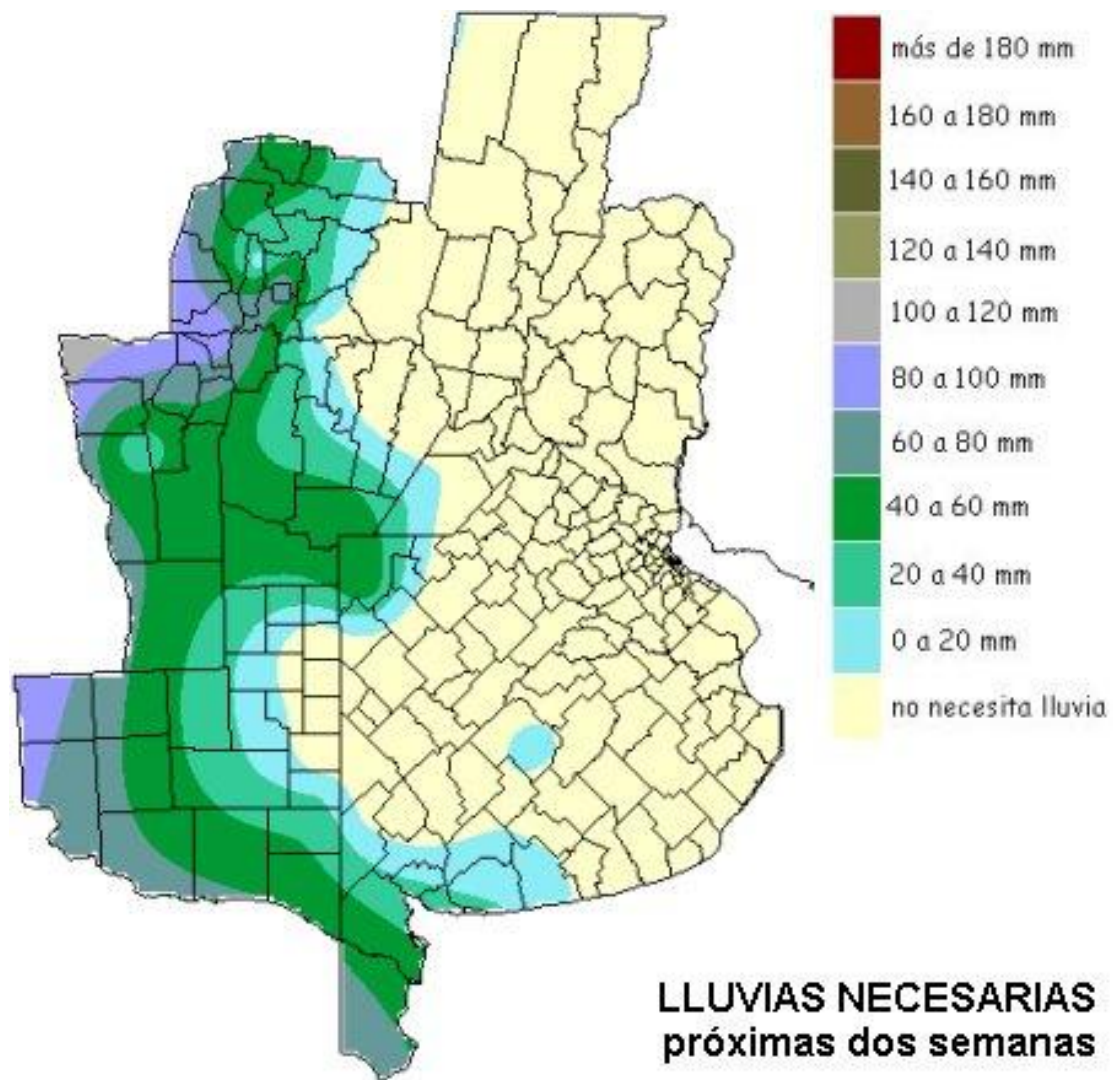 más de 180 mm
160 a 180 mm
140 a 160 mm
120 a 140 mm
100 a 120 mm
80 a 100 mm
60 a 80 mm
40 a 60 mm
20 a 40 mm
0 a 20 mm
no necesita lluvia
LLUVIAS NECESARIAS
próximas dos semanas